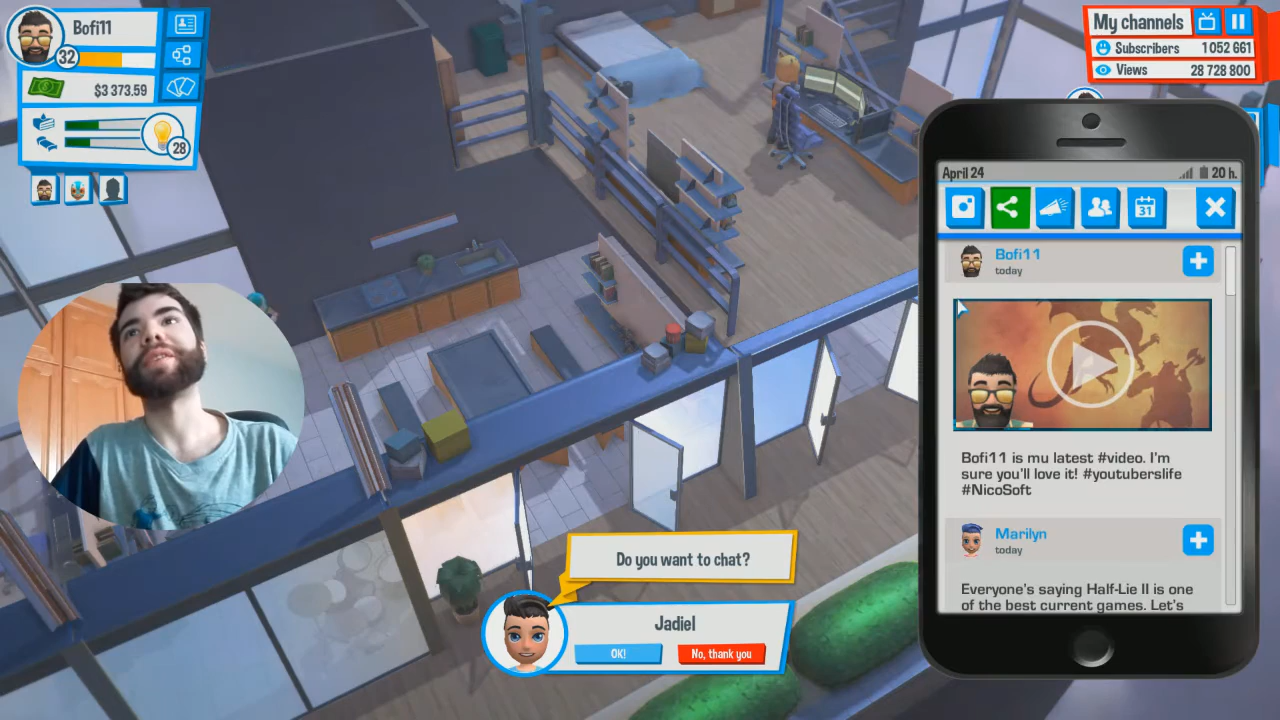 Bofi11
32
$3 373.59
28
My channels
Subscribers 1 052 661
Views 28 728 800
April 24
20 h.
31
Bofi11
today
Bofi11 is mu latest #video. I'm
sure you'll love it! #youtuberslife
#NicoSoft
Marilyn
today
Everyone's saying Half-Lie II is one
of the best current games. Let's
Do you want to chat?
Jadiel
OK!
No, thank you